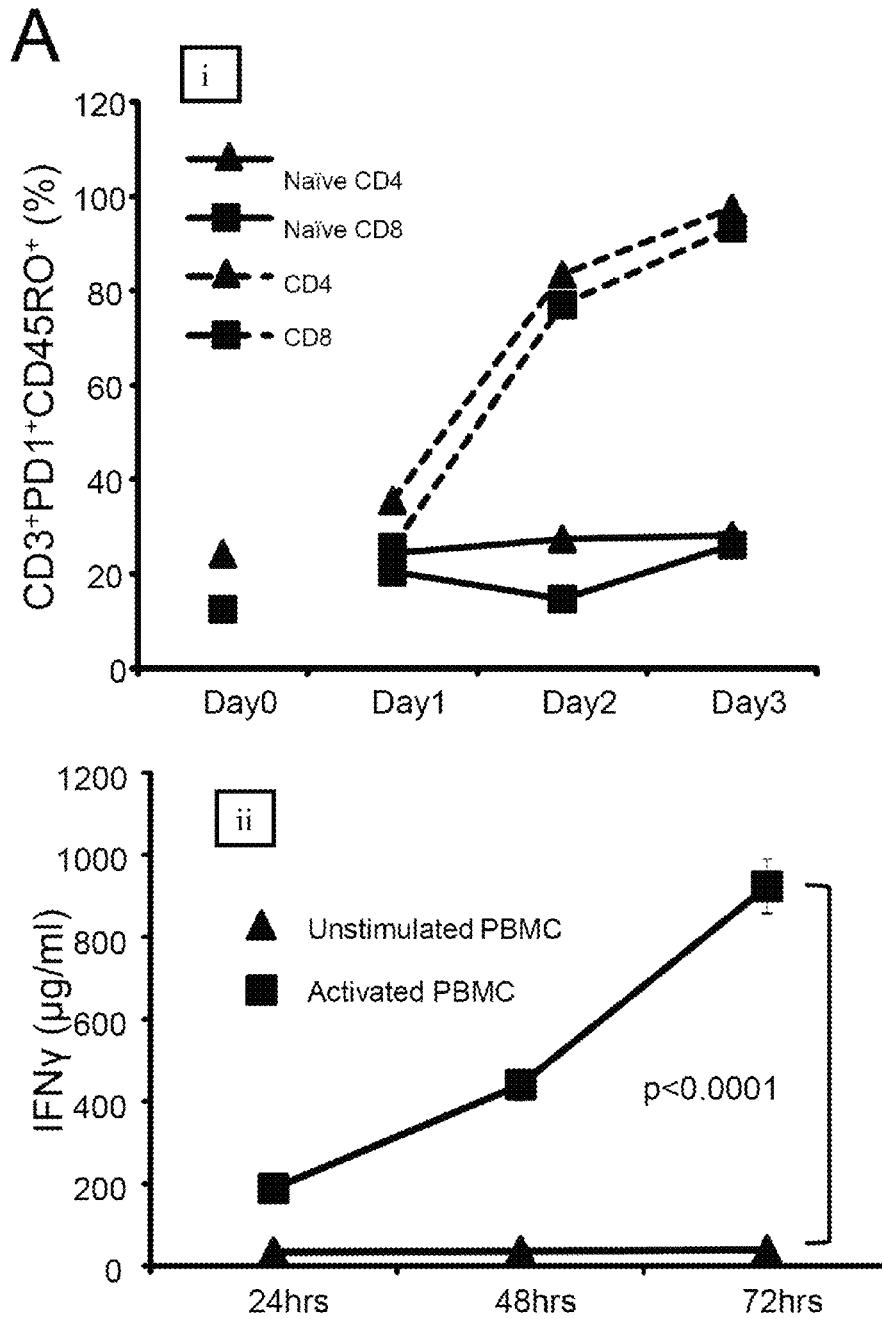 A
i
CD3⁺PD1⁺CD45RO⁺ (%)
120
100
80
60
40
20
0
Naïve CD4
Naïve CD8
CD4
CD8
Day0 Day1 Day2 Day3
ii
IFNγ (µg/ml)
1200
1000
800
600
400
200
0
Unstimulated PBMC
Activated PBMC
p<0.0001
24hrs 48hrs 72hrs